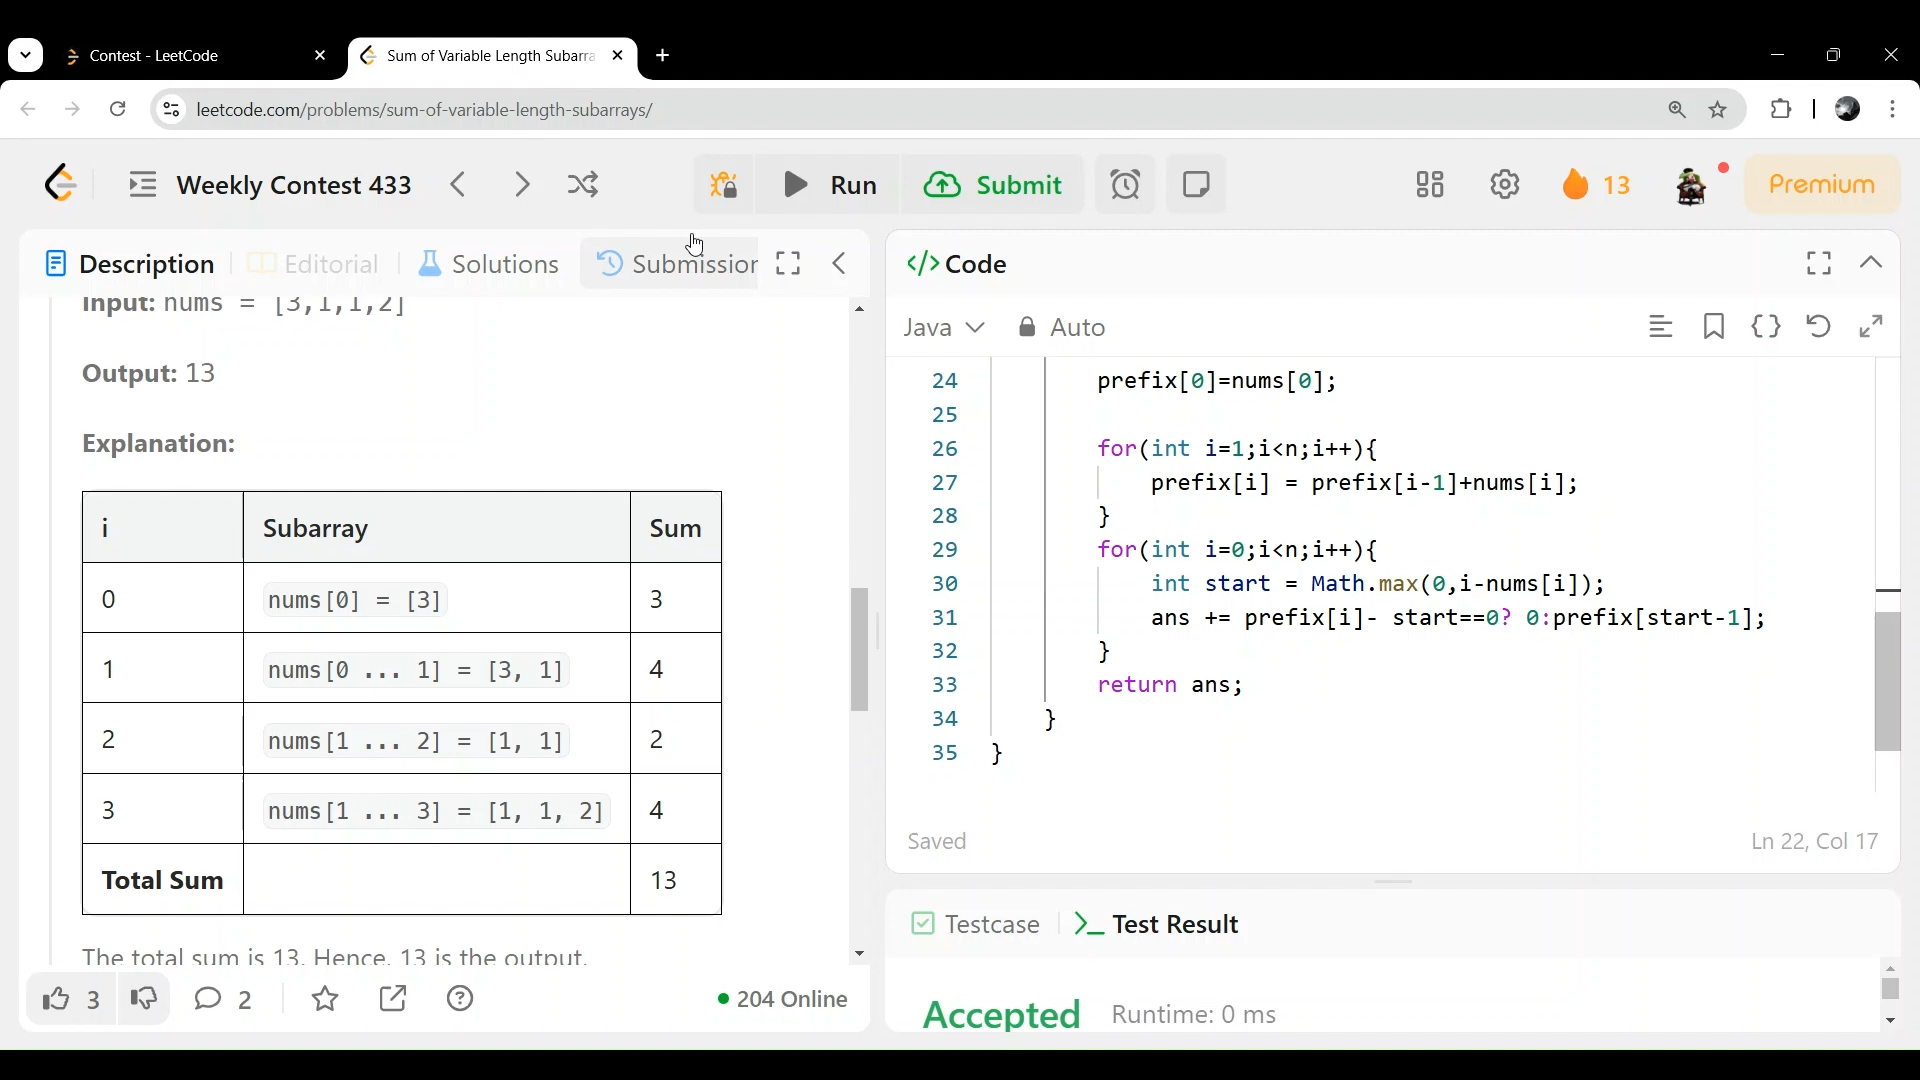 Contest - LeetCode
Sum of Variable Length Subarra
leetcode.com/problems/sum-of-variable-length-subarrays/
Weekly Contest 433
Run
Submit
13
Premium
Description
Editorial
Solutions
Submission
Input: nums = [3,1,1,2]
Output: 13
Explanation:
i Subarray Sum
0 nums[0] = [3] 3
1 nums[0 ... 1] = [3, 1] 4
2 nums[1 ... 2] = [1, 1] 2
3 nums[1 ... 3] = [1, 1, 2] 4
Total Sum 13
The total sum is 13. Hence, 13 is the output.
3
2
204 Online
</> Code
Java
Auto
24 prefix[0]=nums[0];
25
26 for(int i=1;i<n;i++){
27 prefix[i] = prefix[i-1]+nums[i];
28 }
29 for(int i=0;i<n;i++){
30 int start = Math.max(0,i-nums[i]);
31 ans += prefix[i]- start==0? 0:prefix[start-1];
32 }
33 return ans;
34 }
35 }
Saved
Ln 22, Col 17
Testcase
>_ Test Result
Accepted Runtime: 0 ms